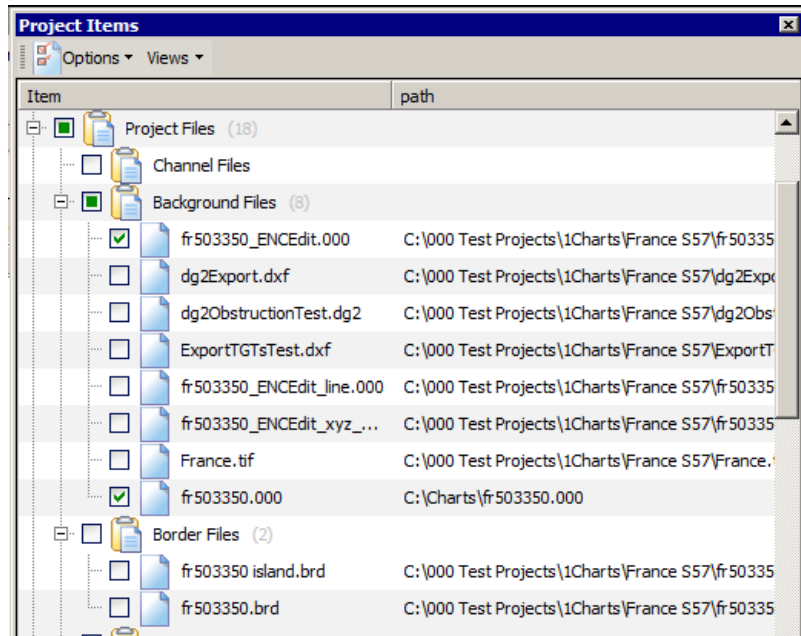 Project Items
Options Views
Item path
Project Files (18)
Channel Files
Background Files (8)
fr503350_ENCEdit.000 C:\000 Test Projects\1Charts\France S57\fr50335
dg2Export.dxf C:\000 Test Projects\1Charts\France S57\dg2Expo
dg2ObstructionTest.dg2 C:\000 Test Projects\1Charts\France S57\dg2Obs
ExportTGTsTest.dxf C:\000 Test Projects\1Charts\France S57\ExportT
fr503350_ENCEdit_line.000 C:\000 Test Projects\1Charts\France S57\fr50335
fr503350_ENCEdit_xyz_... C:\000 Test Projects\1Charts\France S57\fr50335
France.tif C:\000 Test Projects\1Charts\France S57\France.
fr503350.000 C:\Charts\fr503350.000
Border Files (2)
fr503350 island.brd C:\000 Test Projects\1Charts\France S57\fr50335
fr503350.brd C:\000 Test Projects\1Charts\France S57\fr50335